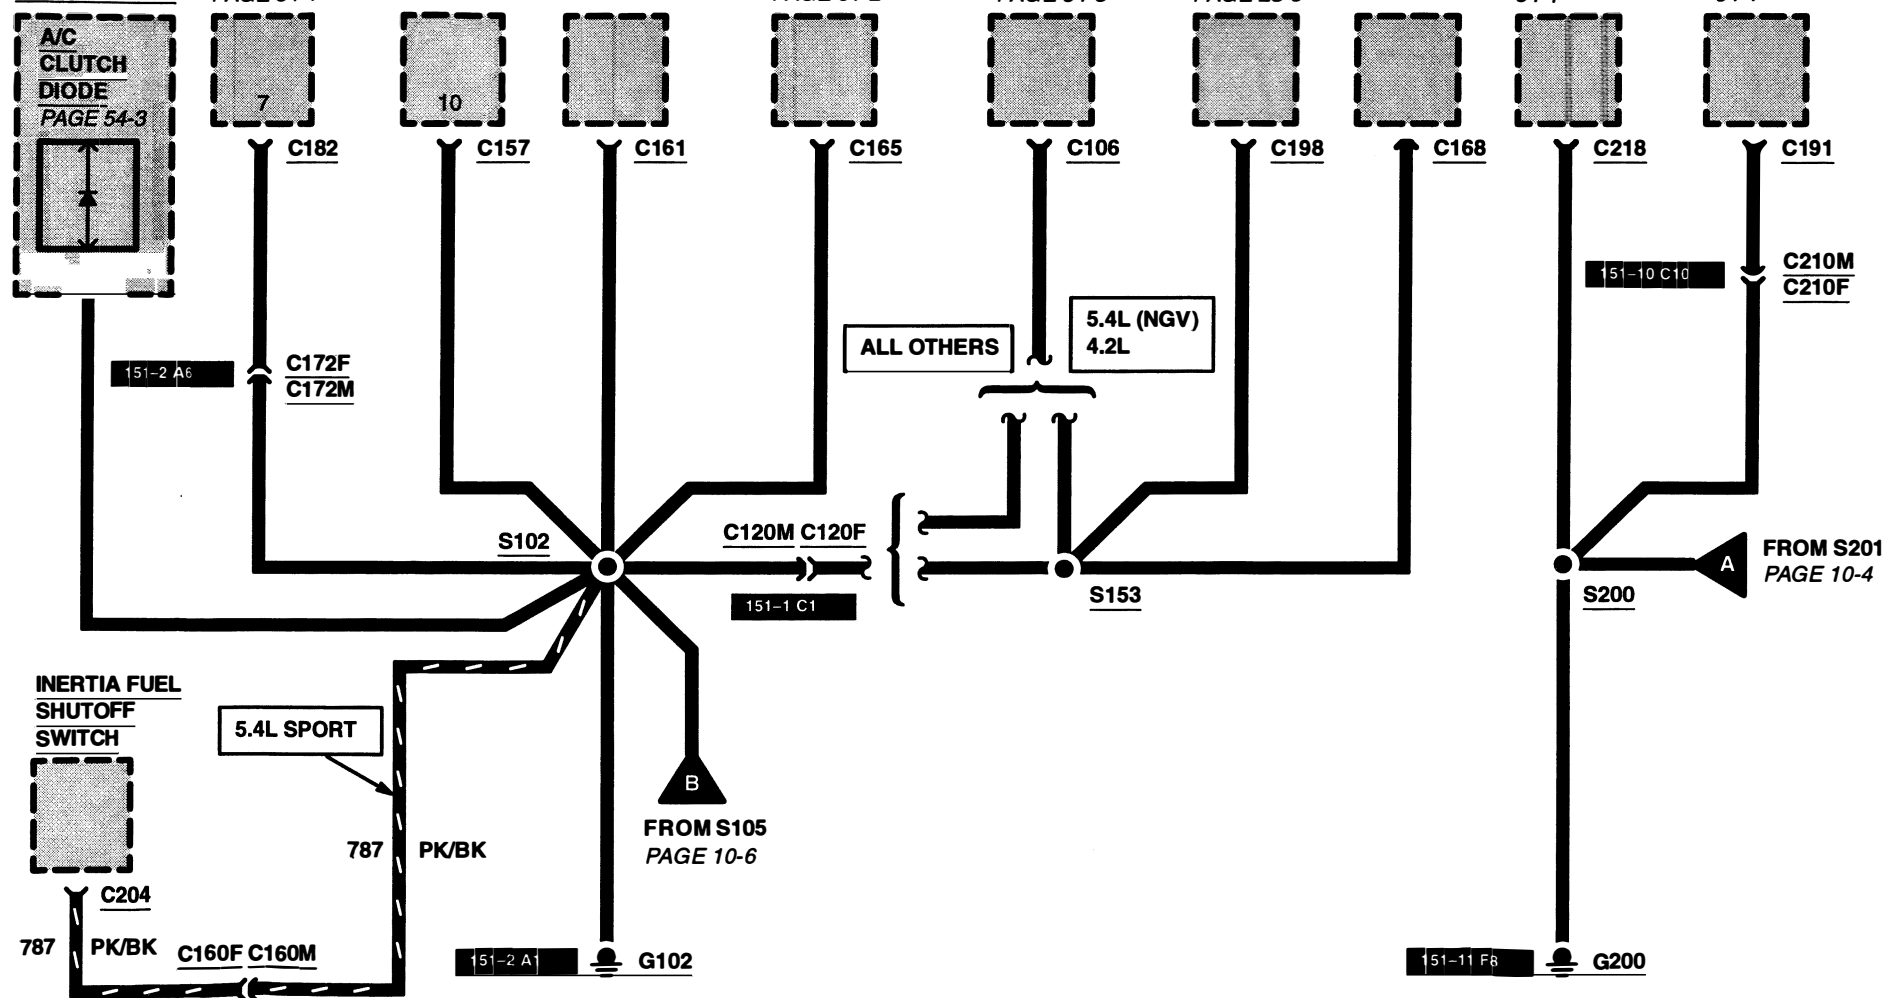 A/C
CLUTCH
DIODE
PAGE 54-3
7
10
C182
C157
C161
C165
C106
C198
C168
C218
C191
151-10 C10
C210M
C210F
5.4L (NGV)
4.2L
ALL OTHERS
151-2 A6
C172F
C172M
S102
C120M C120F
151-1 C1
S153
S200
A
FROM S201
PAGE 10-4
INERTIA FUEL
SHUTOFF
SWITCH
5.4L SPORT
B
FROM S105
PAGE 10-6
787 PK/BK
C204
787 PK/BK
C160F C160M
151-2 A1
G102
151-11 F8
G200